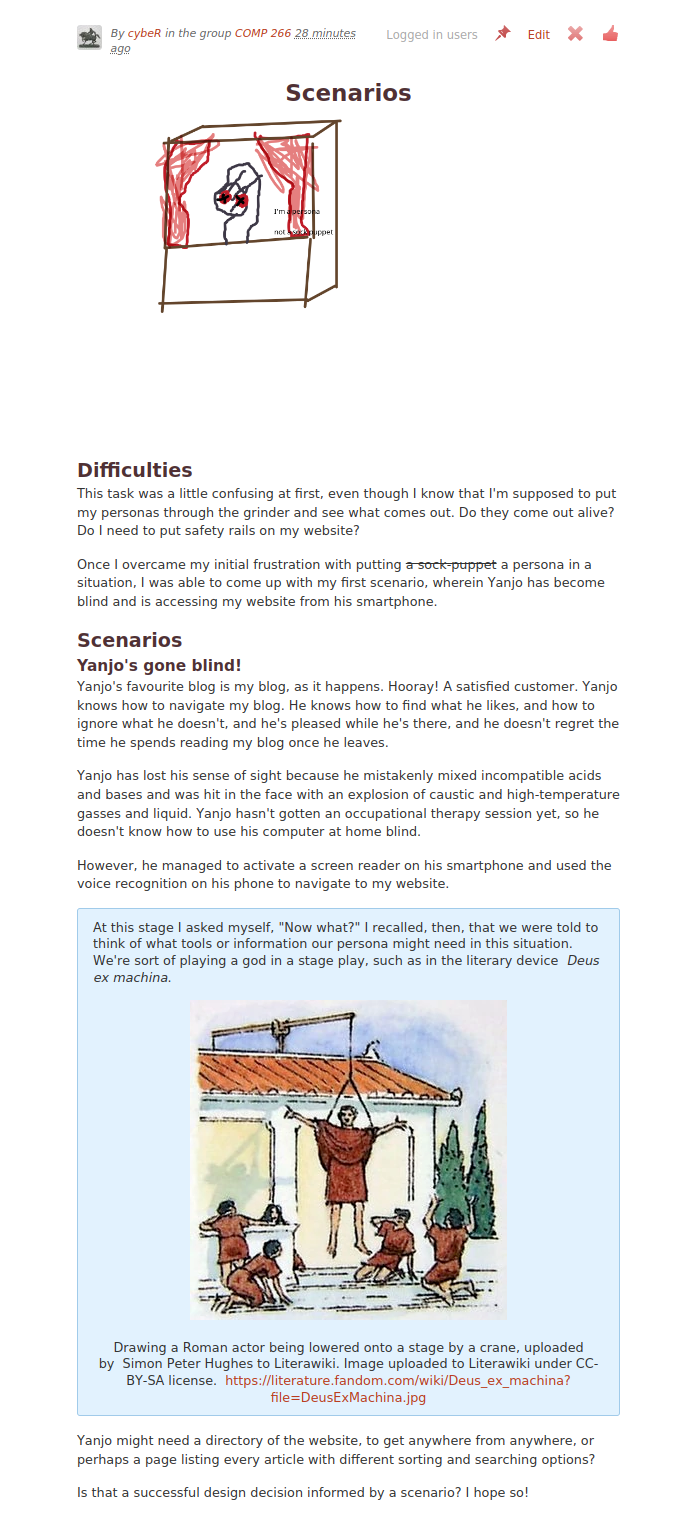 By cybeR in the group COMP 266 28 minutes
ago
Logged in users
Edit
Scenarios
I'm a persona
not a sock-puppet
Difficulties
This task was a little confusing at first, even though I know that I'm supposed to put
my personas through the grinder and see what comes out. Do they come out alive?
Do I need to put safety rails on my website?
Once I overcame my initial frustration with putting a sock-puppet a persona in a
situation, I was able to come up with my first scenario, wherein Yanjo has become
blind and is accessing my website from his smartphone.
Scenarios
Yanjo's gone blind!
Yanjo's favourite blog is my blog, as it happens. Hooray! A satisfied customer. Yanjo
knows how to navigate my blog. He knows how to find what he likes, and how to
ignore what he doesn't, and he's pleased while he's there, and he doesn't regret the
time he spends reading my blog once he leaves.
Yanjo has lost his sense of sight because he mistakenly mixed incompatible acids
and bases and was hit in the face with an explosion of caustic and high-temperature
gasses and liquid. Yanjo hasn't gotten an occupational therapy session yet, so he
doesn't know how to use his computer at home blind.
However, he managed to activate a screen reader on his smartphone and used the
voice recognition on his phone to navigate to my website.
At this stage I asked myself, "Now what?" I recalled, then, that we were told to
think of what tools or information our persona might need in this situation.
We're sort of playing a god in a stage play, such as in the literary device Deus
ex machina.
Drawing a Roman actor being lowered onto a stage by a crane, uploaded
by Simon Peter Hughes to Literawiki. Image uploaded to Literawiki under CC-
BY-SA license. https://literature.fandom.com/wiki/Deus_ex_machina?
file=DeusExMachina.jpg
Yanjo might need a directory of the website, to get anywhere from anywhere, or
perhaps a page listing every article with different sorting and searching options?
Is that a successful design decision informed by a scenario? I hope so!